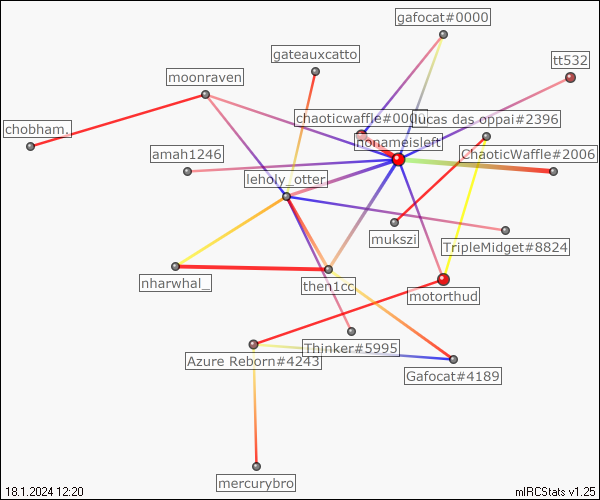 gafocat#0000
gateauxcatto
tt532
moonraven
chaoticwaffle#000
lucas das oppai#2396
chobham.
nonameisleft
amah1246
ChaoticWaffle#2006
leholy_otter
mukszi
TripleMidget#8824
nharwhal_
then1cc
motorthud
Thinker#5995
Azure Reborn#4243
Gafocat#4189
mercurybro
18.1.2024 12:20
mIRCStats v1.25